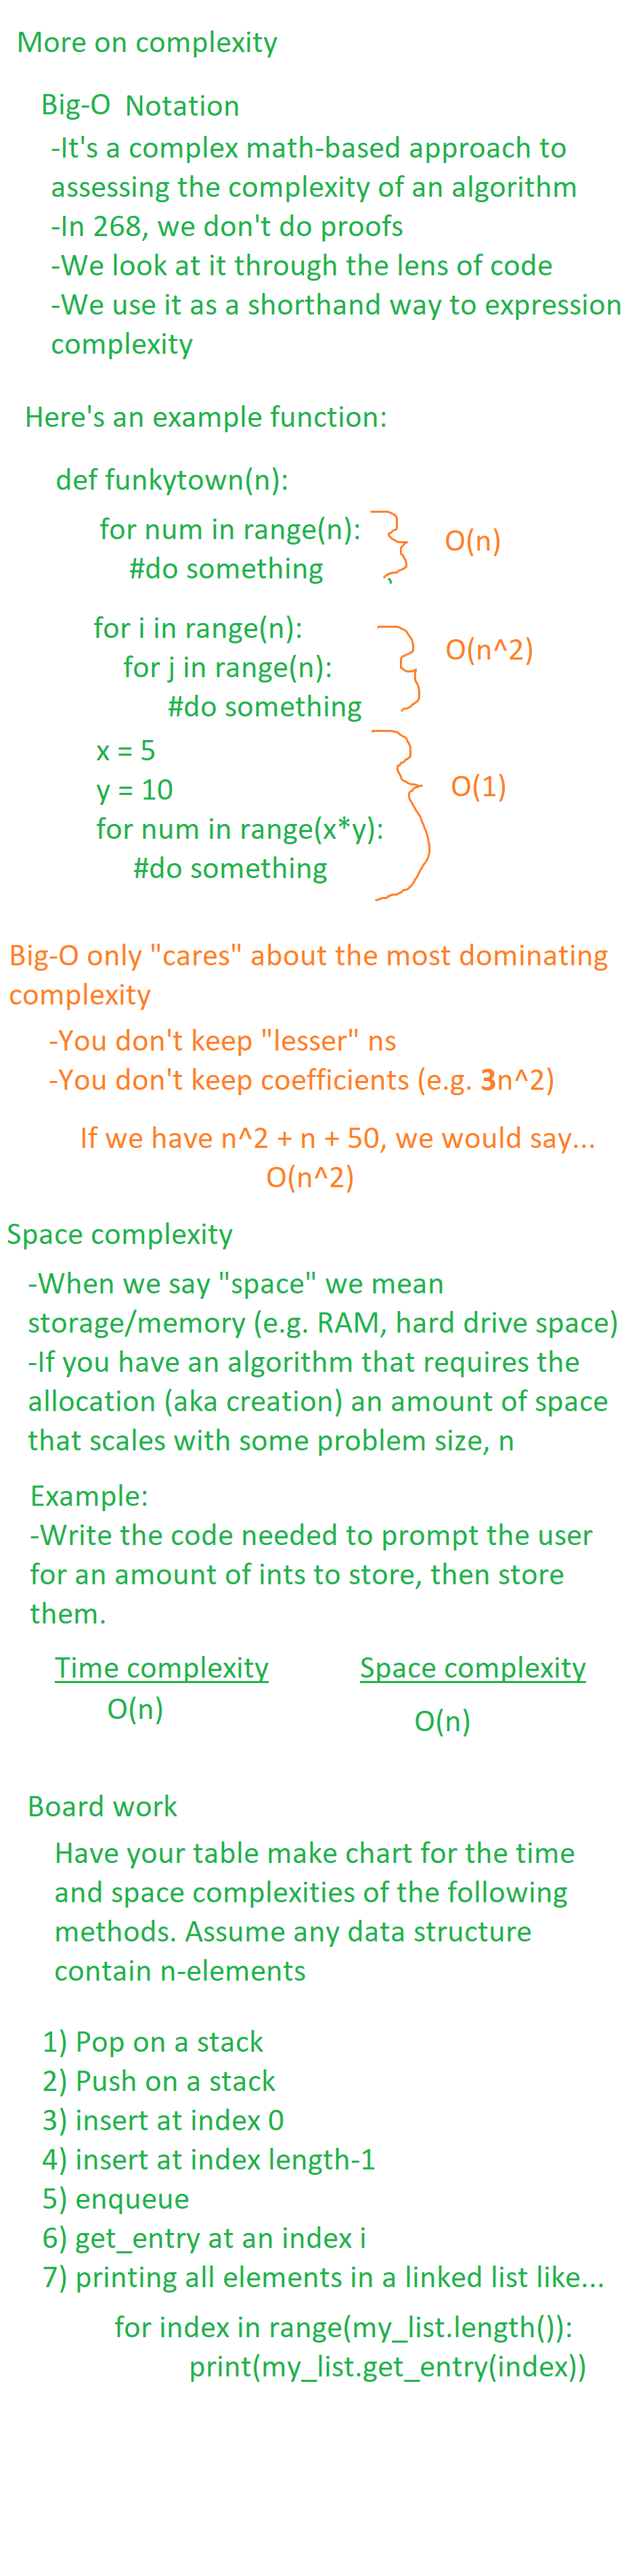 More on complexity
Big-O Notation
-It's a complex math-based approach to
assessing the complexity of an algorithm
-In 268, we don't do proofs
-We look at it through the lens of code
-We use it as a shorthand way to expression
complexity
Here's an example function:
def funkytown(n):
for num in range(n):
#do something
O(n)
for i in range(n):
for j in range(n):
#do something
O(n^2)
x = 5
y = 10
for num in range(x*y):
#do something
O(1)
Big-O only "cares" about the most dominating
complexity
-You don't keep "lesser" ns
-You don't keep coefficients (e.g. 3n^2)
If we have n^2 + n + 50, we would say...
O(n^2)
Space complexity
-When we say "space" we mean
storage/memory (e.g. RAM, hard drive space)
-If you have an algorithm that requires the
allocation (aka creation) an amount of space
that scales with some problem size, n
Example:
-Write the code needed to prompt the user
for an amount of ints to store, then store
them.
Time complexity
O(n)
Space complexity
O(n)
Board work
Have your table make chart for the time
and space complexities of the following
methods. Assume any data structure
contain n-elements
1) Pop on a stack
2) Push on a stack
3) insert at index 0
4) insert at index length-1
5) enqueue
6) get_entry at an index i
7) printing all elements in a linked list like...
for index in range(my_list.length()):
print(my_list.get_entry(index))